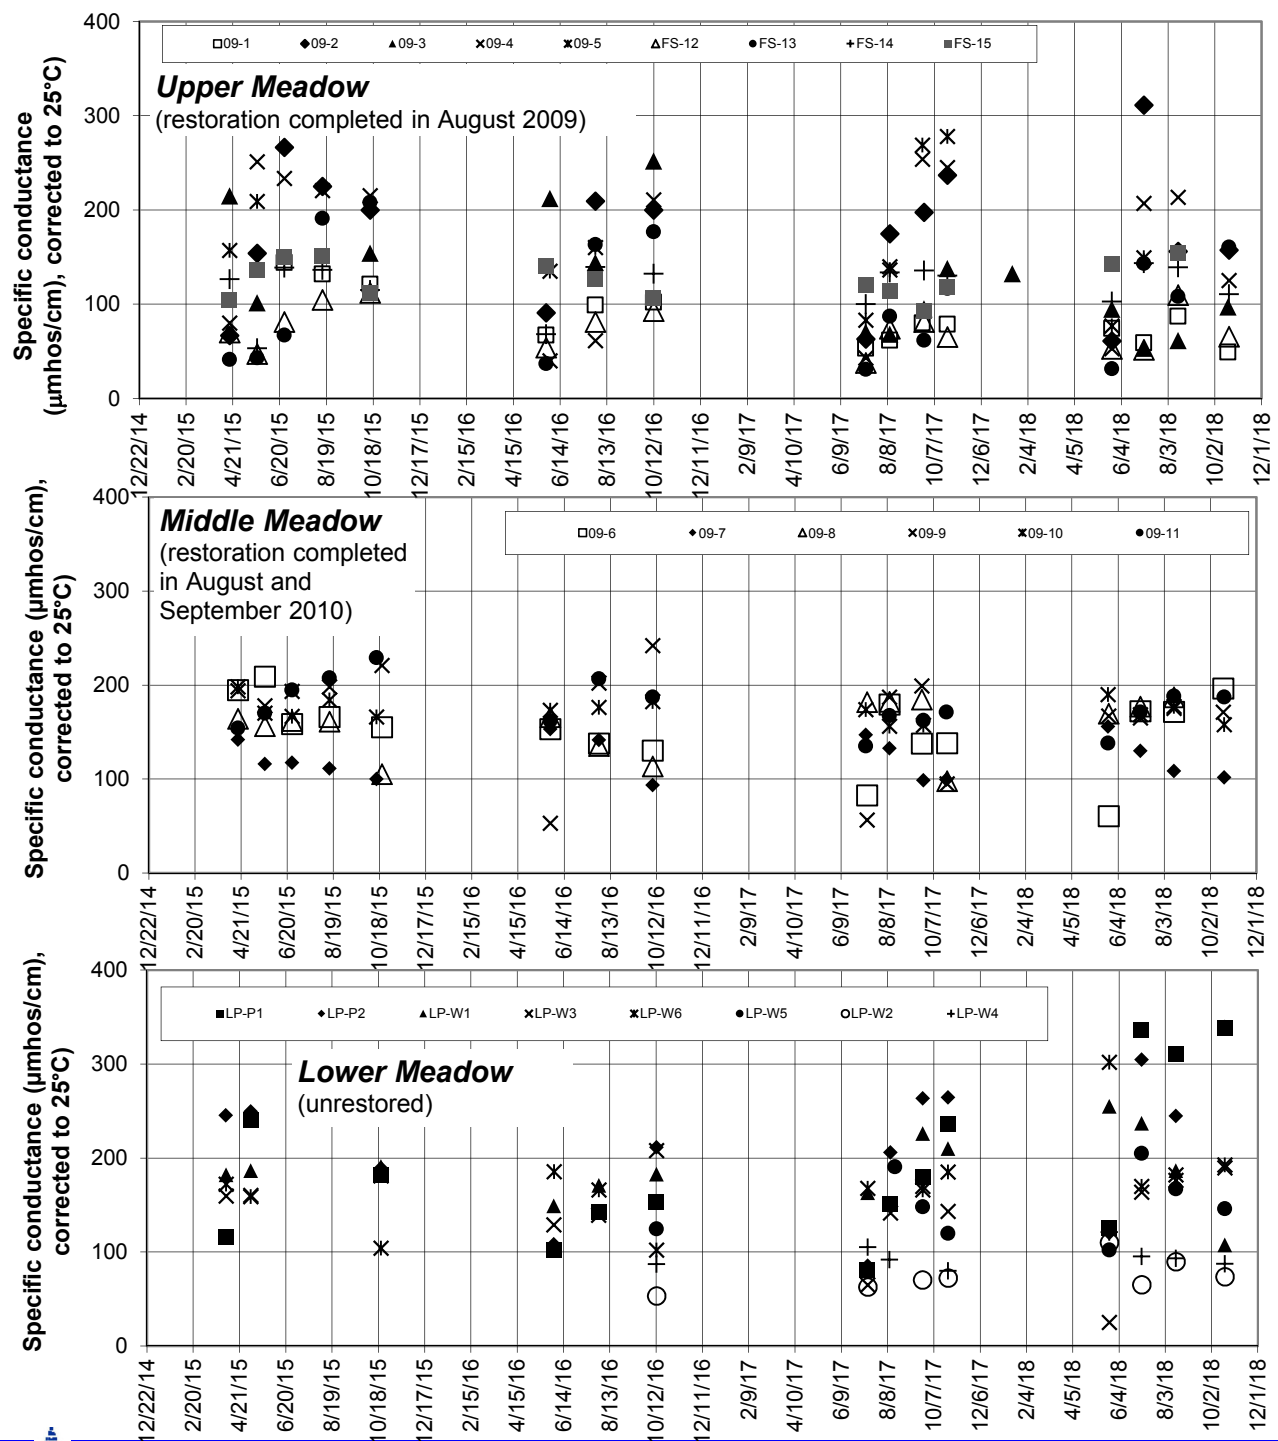 400
300
200
100
0
Specific conductance
(µmhos/cm), corrected to 25°C)
09-1 09-2 09-3 09-4 09-5 FS-12 FS-13 FS-14 FS-15
Upper Meadow
(restoration completed in August 2009)
12/22/14 2/20/15 4/21/15 6/20/15 8/19/15 10/18/15 12/17/15 2/15/16 4/15/16 6/14/16 8/13/16 10/12/16 12/11/16 2/9/17 4/10/17 6/9/17 8/8/17 10/7/17 12/6/17 2/4/18 4/5/18 6/4/18 8/3/18 10/2/18 12/1/18
400
300
200
100
0
Specific conductance (µmhos/cm),
corrected to 25°C)
Middle Meadow
(restoration completed
in August and
September 2010)
09-6 09-7 09-8 09-9 09-10 09-11
12/22/14 2/20/15 4/21/15 6/20/15 8/19/15 10/18/15 12/17/15 2/15/16 4/15/16 6/14/16 8/13/16 10/12/16 12/11/16 2/9/17 4/10/17 6/9/17 8/8/17 10/7/17 12/6/17 2/4/18 4/5/18 6/4/18 8/3/18 10/2/18 12/1/18
400
300
200
100
0
Specific conductance (µmhos/cm),
corrected to 25°C)
LP-P1 LP-P2 LP-W1 LP-W3 LP-W6 LP-W5 LP-W2 LP-W4
Lower Meadow
(unrestored)
12/22/14 2/20/15 4/21/15 6/20/15 8/19/15 10/18/15 12/17/15 2/15/16 4/15/16 6/14/16 8/13/16 10/12/16 12/11/16 2/9/17 4/10/17 6/9/17 8/8/17 10/7/17 12/6/17 2/4/18 4/5/18 6/4/18 8/3/18 10/2/18 12/1/18